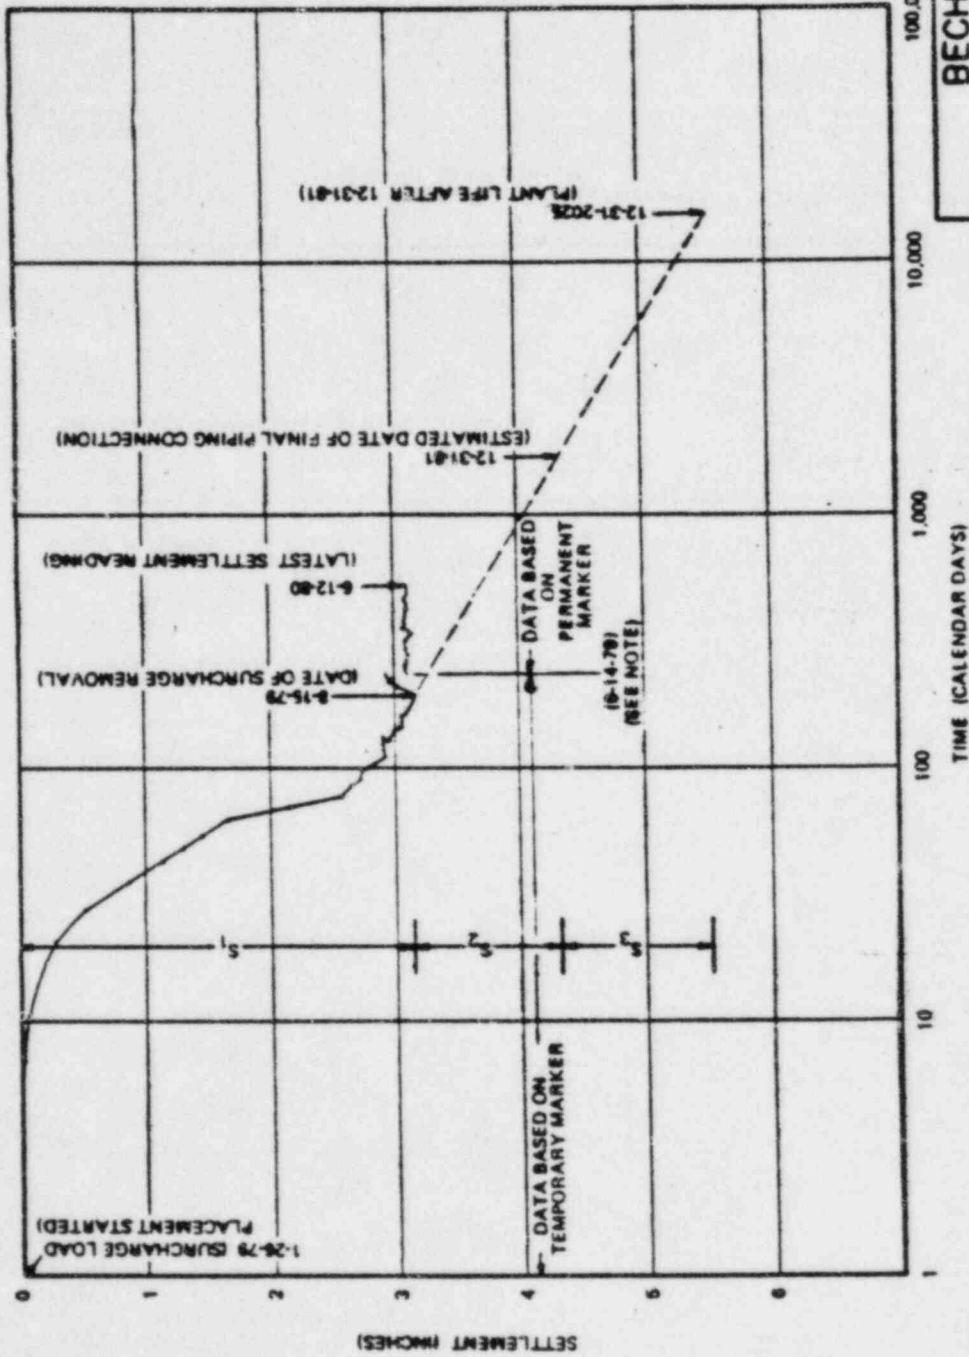 BECH
0
1
2
3
4
5
6
SETTLEMENT (INCHES)
1
10
100
1,000
10,000
100,0
TIME (CALENDAR DAYS)
1-26-79 (SURCHARGE LOAD
PLACEMENT STARTED)
8-15-79
(DATE OF SURCHARGE REMOVAL)
6-12-80
(LATEST SETTLEMENT READING)
12-31-81
(ESTIMATED DATE OF FINAL PIPING CONNECTION)
12-31-2025
(PLANT LIFE AFTER 12-31-81)
S1
S2
S3
DATA BASED ON
TEMPORARY MARKER
DATA BASED
ON
PERMANENT
MARKER
(9-14-79)
(SEE NOTE)